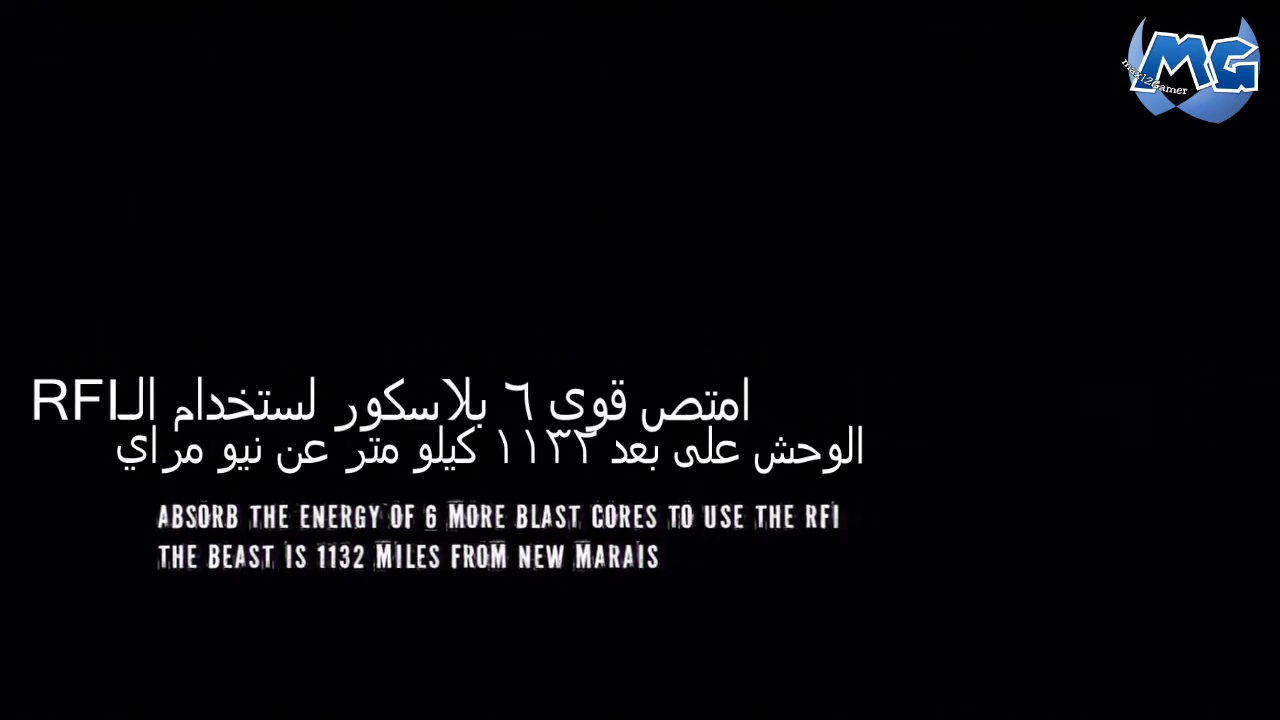 MG
max12Gamer
امتص قوى ٦ بلاسكور لستخدام الـRFI
الوحش على بعد ١١٣٢ كيلو متر عن نيو مراي
ABSORB THE ENERGY OF 6 MORE BLAST CORES TO USE THE RFI
THE BEAST IS 1132 MILES FROM NEW MARAIS